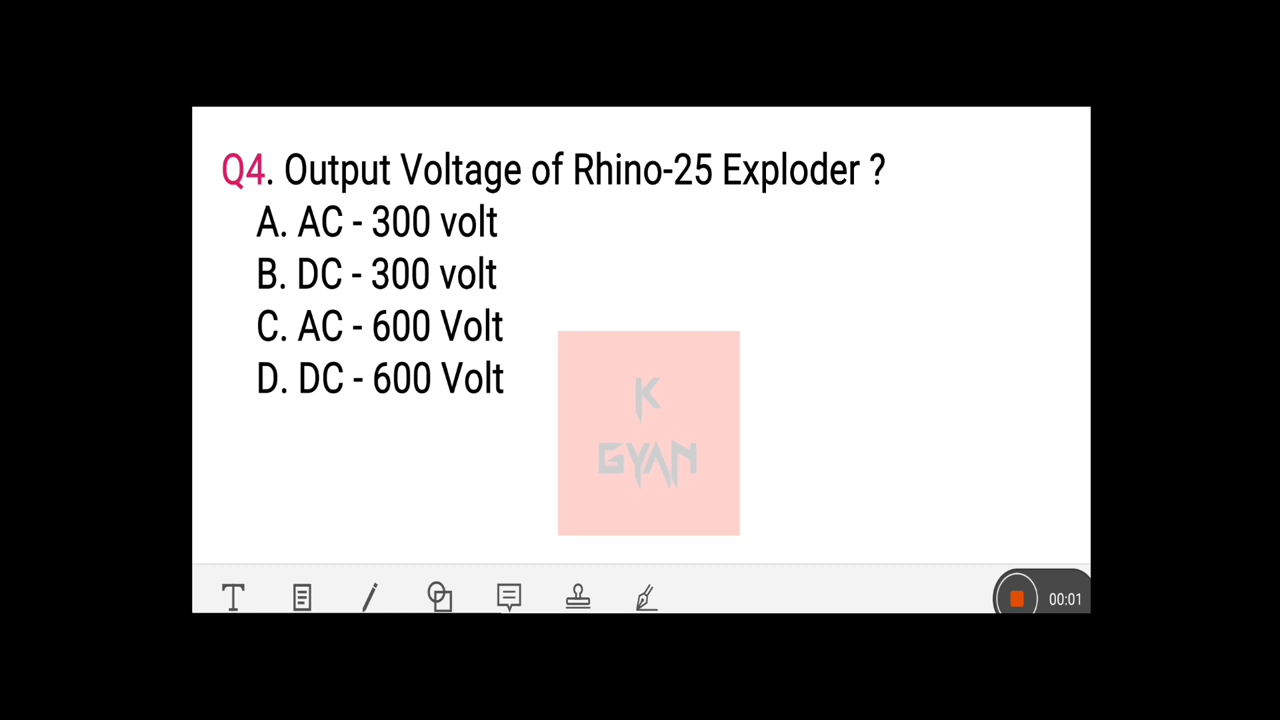 Q4. Output Voltage of Rhino-25 Exploder ?
A. AC - 300 volt
B. DC - 300 volt
C. AC - 600 Volt
D. DC - 600 Volt
K
GYAN
T
00:01